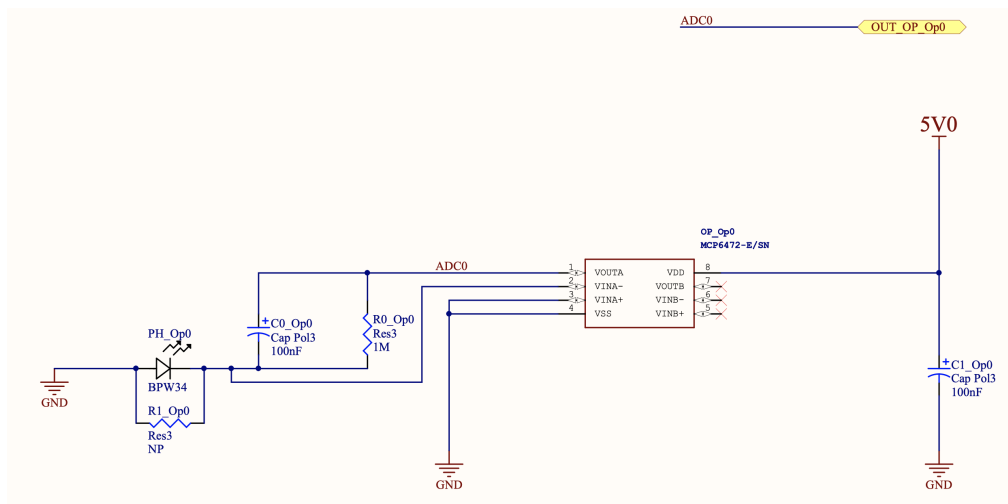 ADC0
OUT_OP_Op0
5V0
OP_Op0
MCP6472-E/SN
ADC0
1 VOUTA VDD 8
2 VINA- VOUTB 7
3 VINA+ VINB- 6
4 VSS VINB+ 5
C0_Op0
Cap Pol3
100nF
R0_Op0
Res3
1M
PH_Op0
BPW34
GND
R1_Op0
Res3
NP
C1_Op0
Cap Pol3
100nF
GND
GND